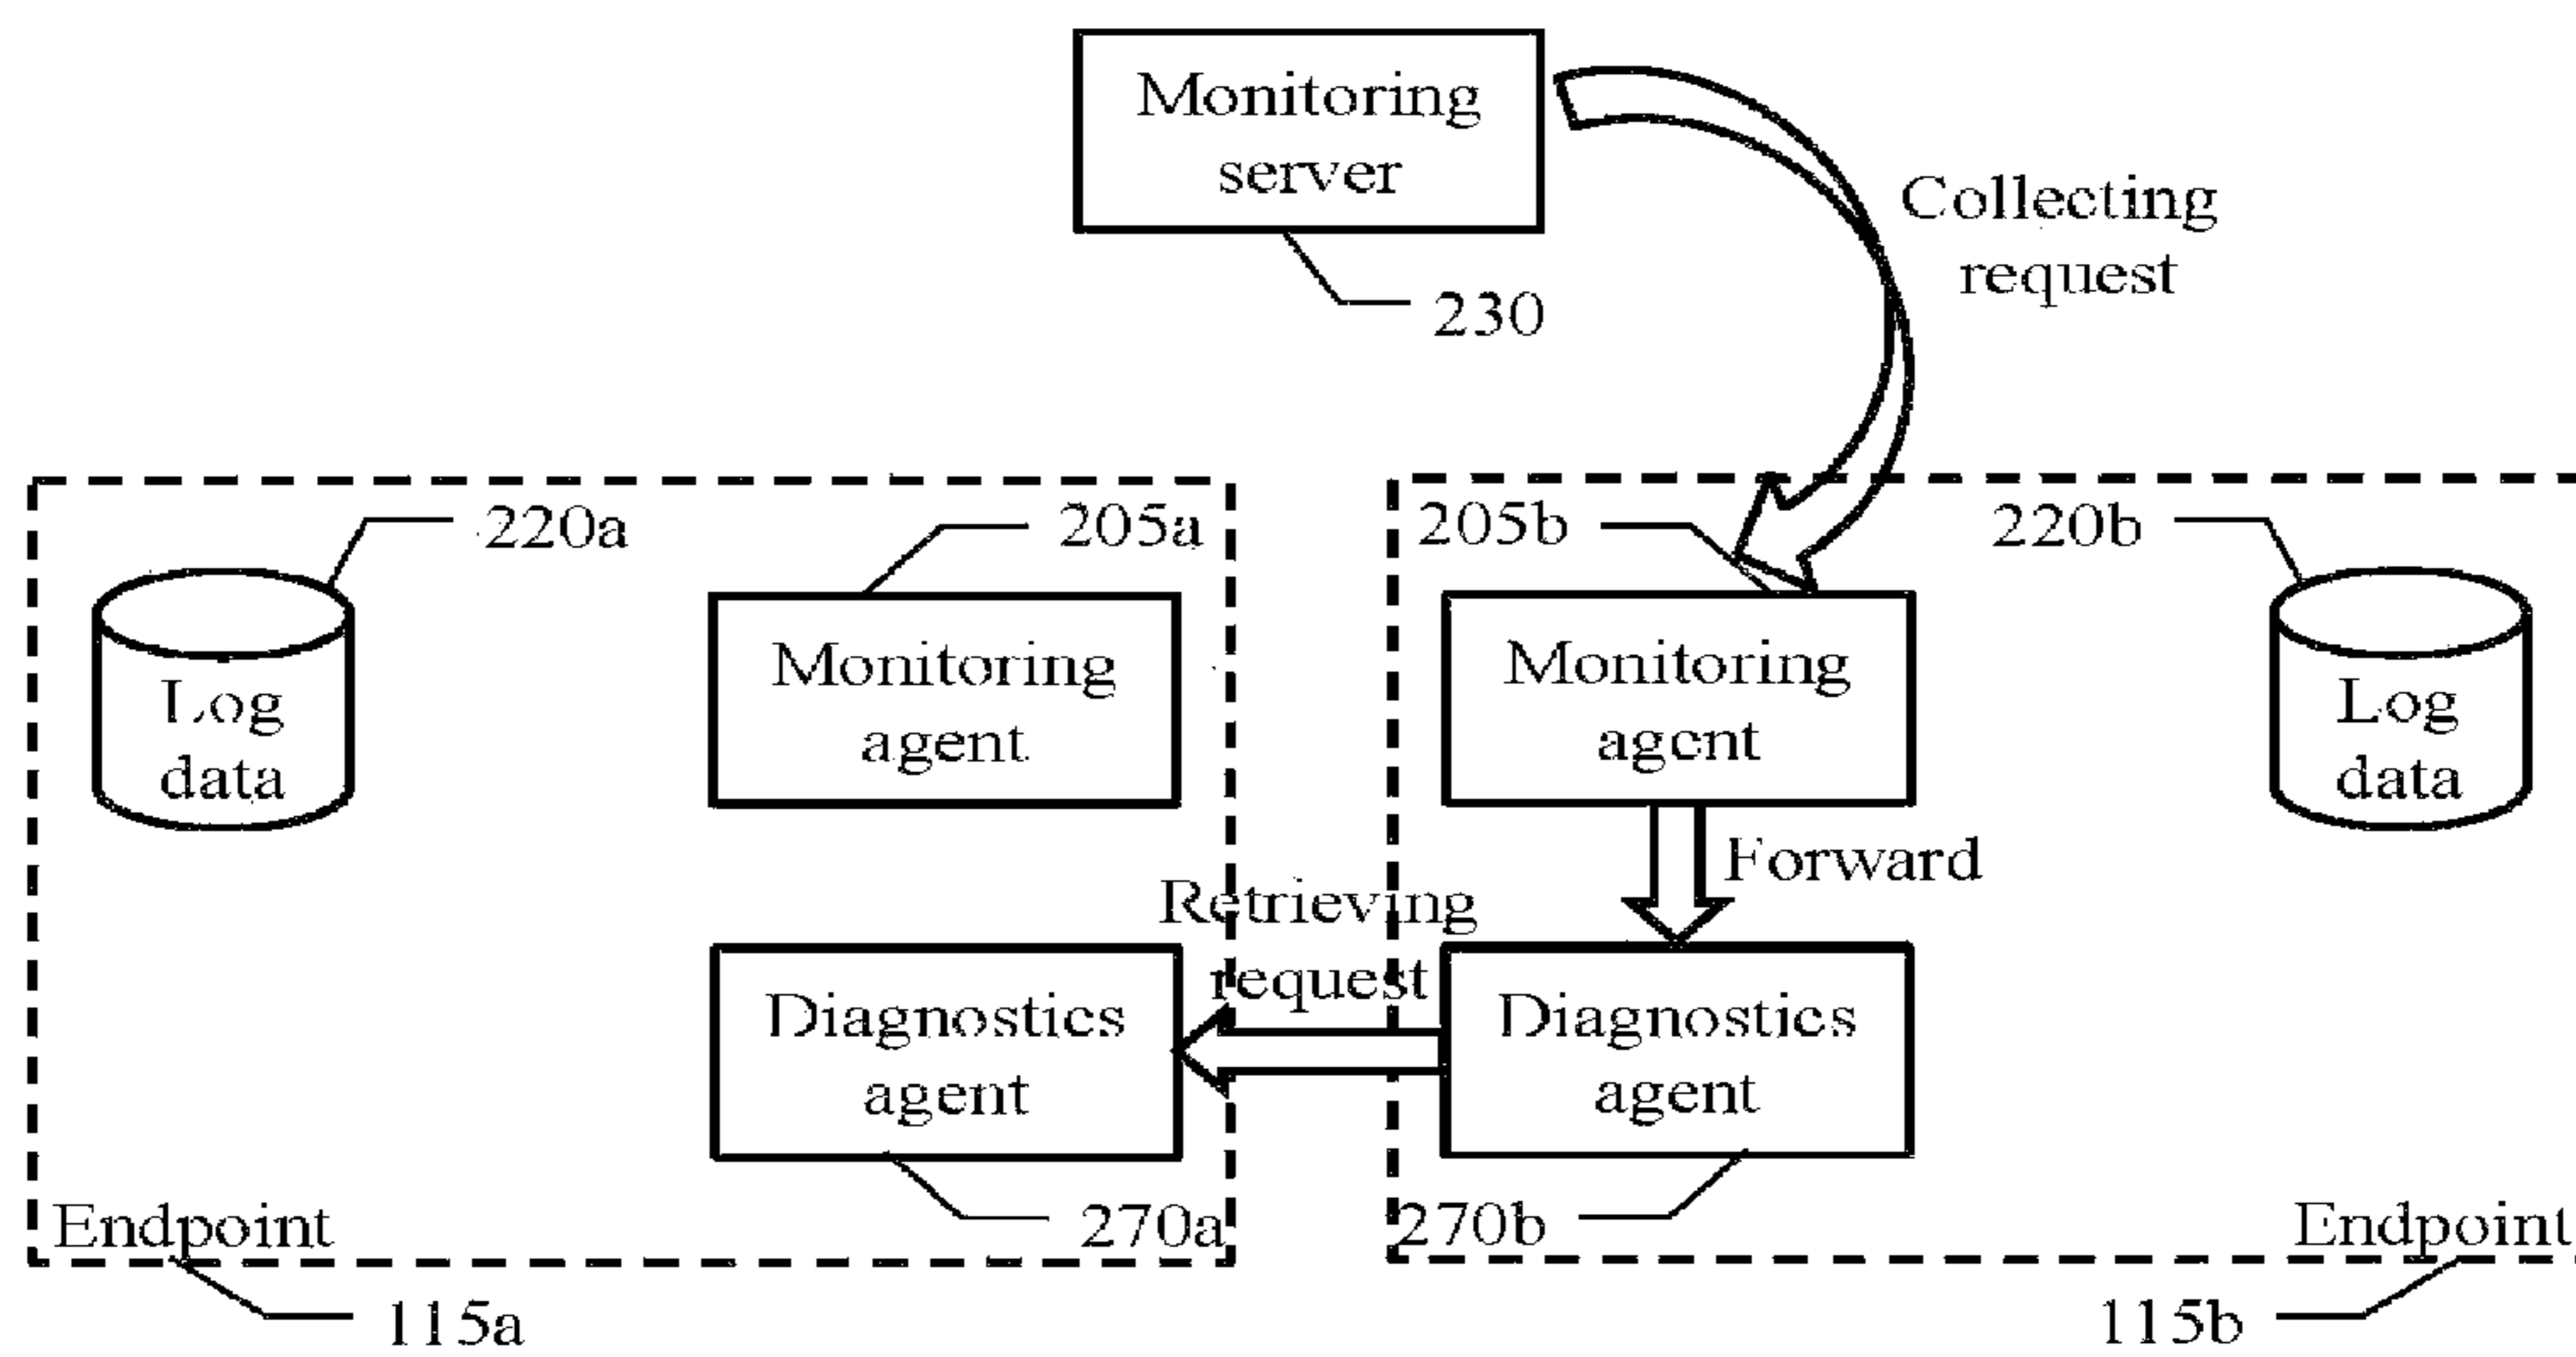 Monitoring
server
Collecting
request
230
220a
205a
205b
220b
Log
data
Monitoring
agent
Monitoring
agent
Log
data
Forward
Retrieving
request
Diagnostics
agent
Diagnostics
agent
Endpoint
270a
270b
Endpoint
115a
115b